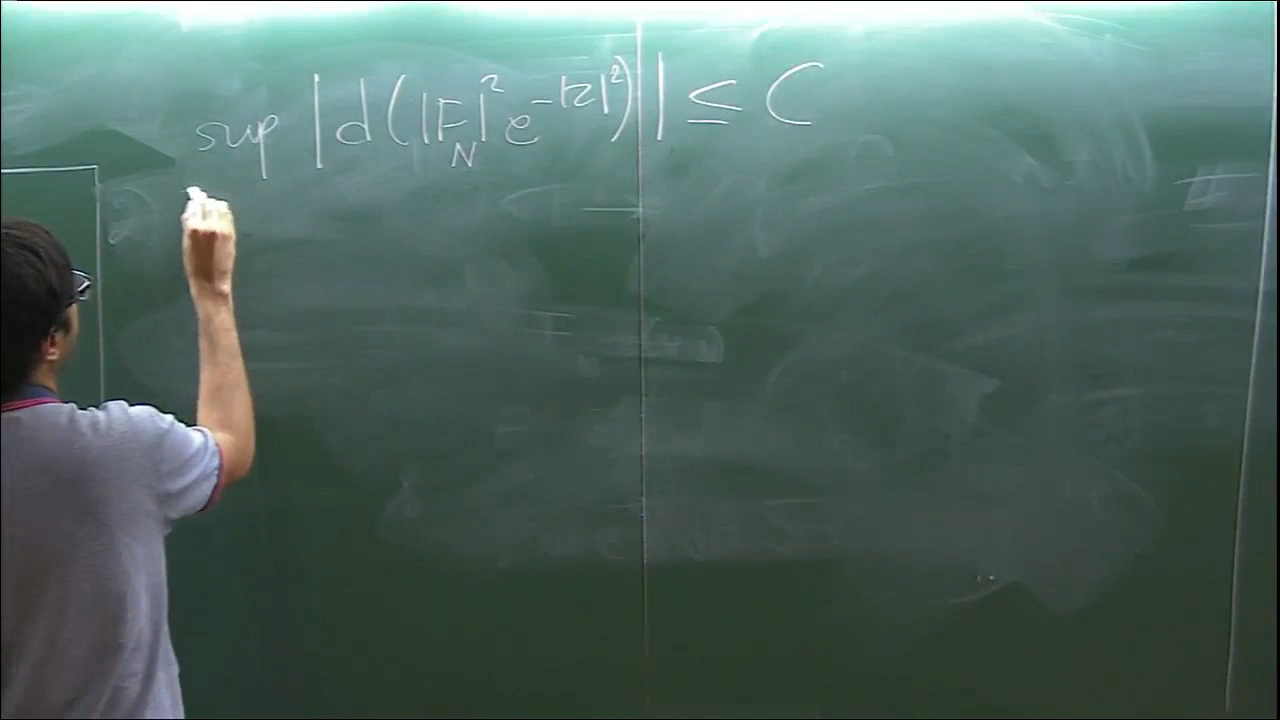 sup |d(|F_N|² e^{-|z|²})| ≤ C